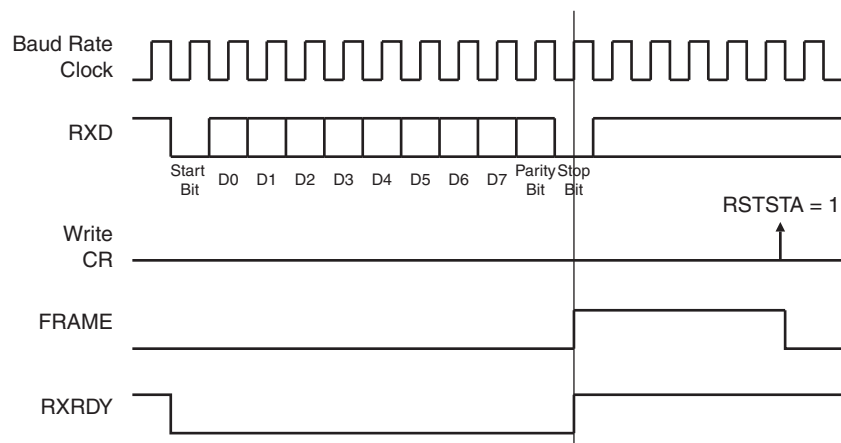 Baud Rate
Clock
RXD
Start
Bit
D0
D1
D2
D3
D4
D5
D6
D7
Parity
Bit
Stop
Bit
RSTSTA = 1
Write
CR
FRAME
RXRDY